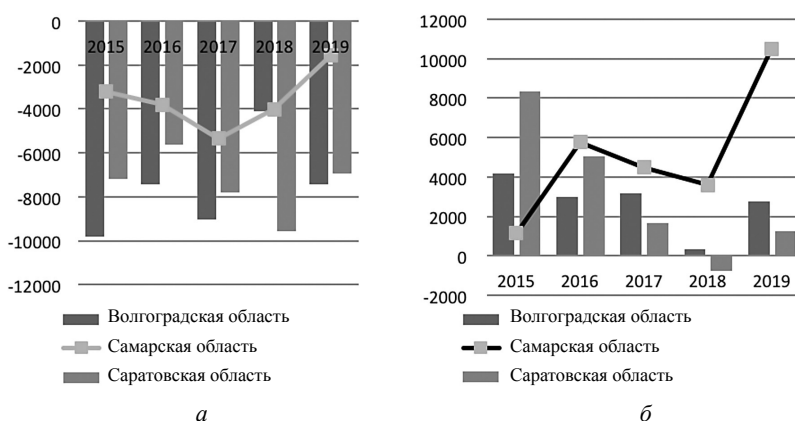 0
2015 2016 2017 2018 2019
-2000
-4000
-6000
-8000
-10000
-12000
Волгоградская область
Самарская область
Саратовская область
а
12000
10000
8000
6000
4000
2000
0
2015 2016 2017 2018 2019
-2000
Волгоградская область
Самарская область
Саратовская область
б